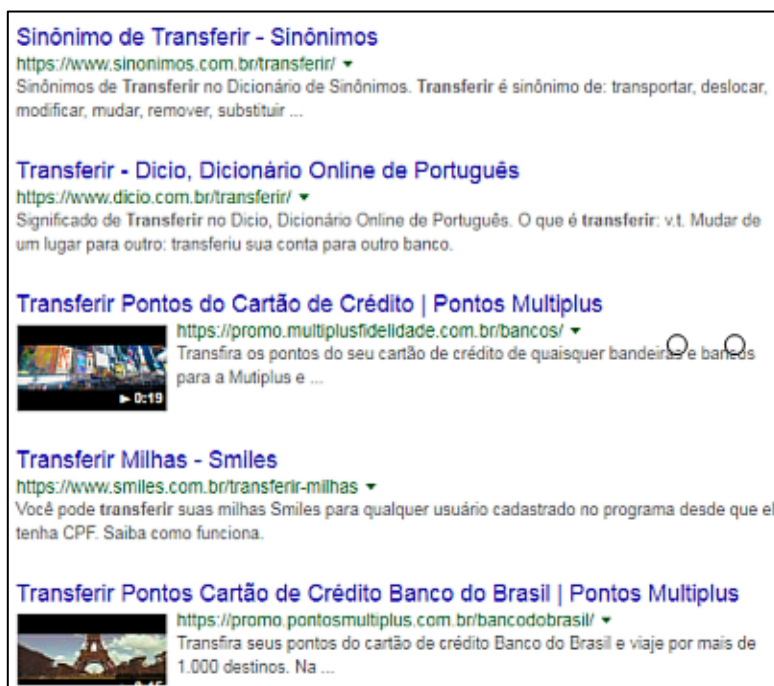 Sinônimo de Transferir - Sinônimos
https://www.sinonimos.com.br/transferir/
Sinônimos de Transferir no Dicionário de Sinônimos. Transferir é sinônimo de: transportar, deslocar,
modificar, mudar, remover, substituir ...
Transferir - Dicio, Dicionário Online de Português
https://www.dicio.com.br/transferir/
Significado de Transferir no Dicio, Dicionário Online de Português. O que é transferir: v.t. Mudar de
um lugar para outro: transferiu sua conta para outro banco.
Transferir Pontos do Cartão de Crédito | Pontos Multiplus
https://promo.multiplusfidelidade.com.br/bancos/
Transfira os pontos do seu cartão de crédito de quaisquer bandeiras e bancos
para a Mutiplus e ...
0:19
Transferir Milhas - Smiles
https://www.smiles.com.br/transferir-milhas
Você pode transferir suas milhas Smiles para qualquer usuário cadastrado no programa desde que el
tenha CPF. Saiba como funciona.
Transferir Pontos Cartão de Crédito Banco do Brasil | Pontos Multiplus
https://promo.pontosmultiplus.com.br/bancodobrasil/
Transfira seus pontos do cartão de crédito Banco do Brasil e viaje por mais de
1.000 destinos. Na ...